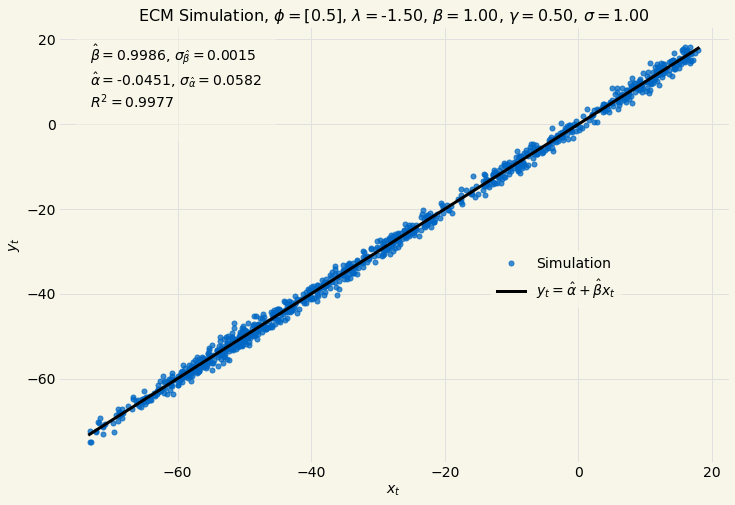 ECM Simulation, ϕ = [0.5], λ = -1.50, β = 1.00, γ = 0.50, σ = 1.00
β̂ = 0.9986, σ_β̂ = 0.0015
α̂ = -0.0451, σ_α̂ = 0.0582
R² = 0.9977
20
0
−20
−40
−60
y_t
Simulation
y_t = α̂ + β̂x_t
−60 −40 −20 0 20
x_t